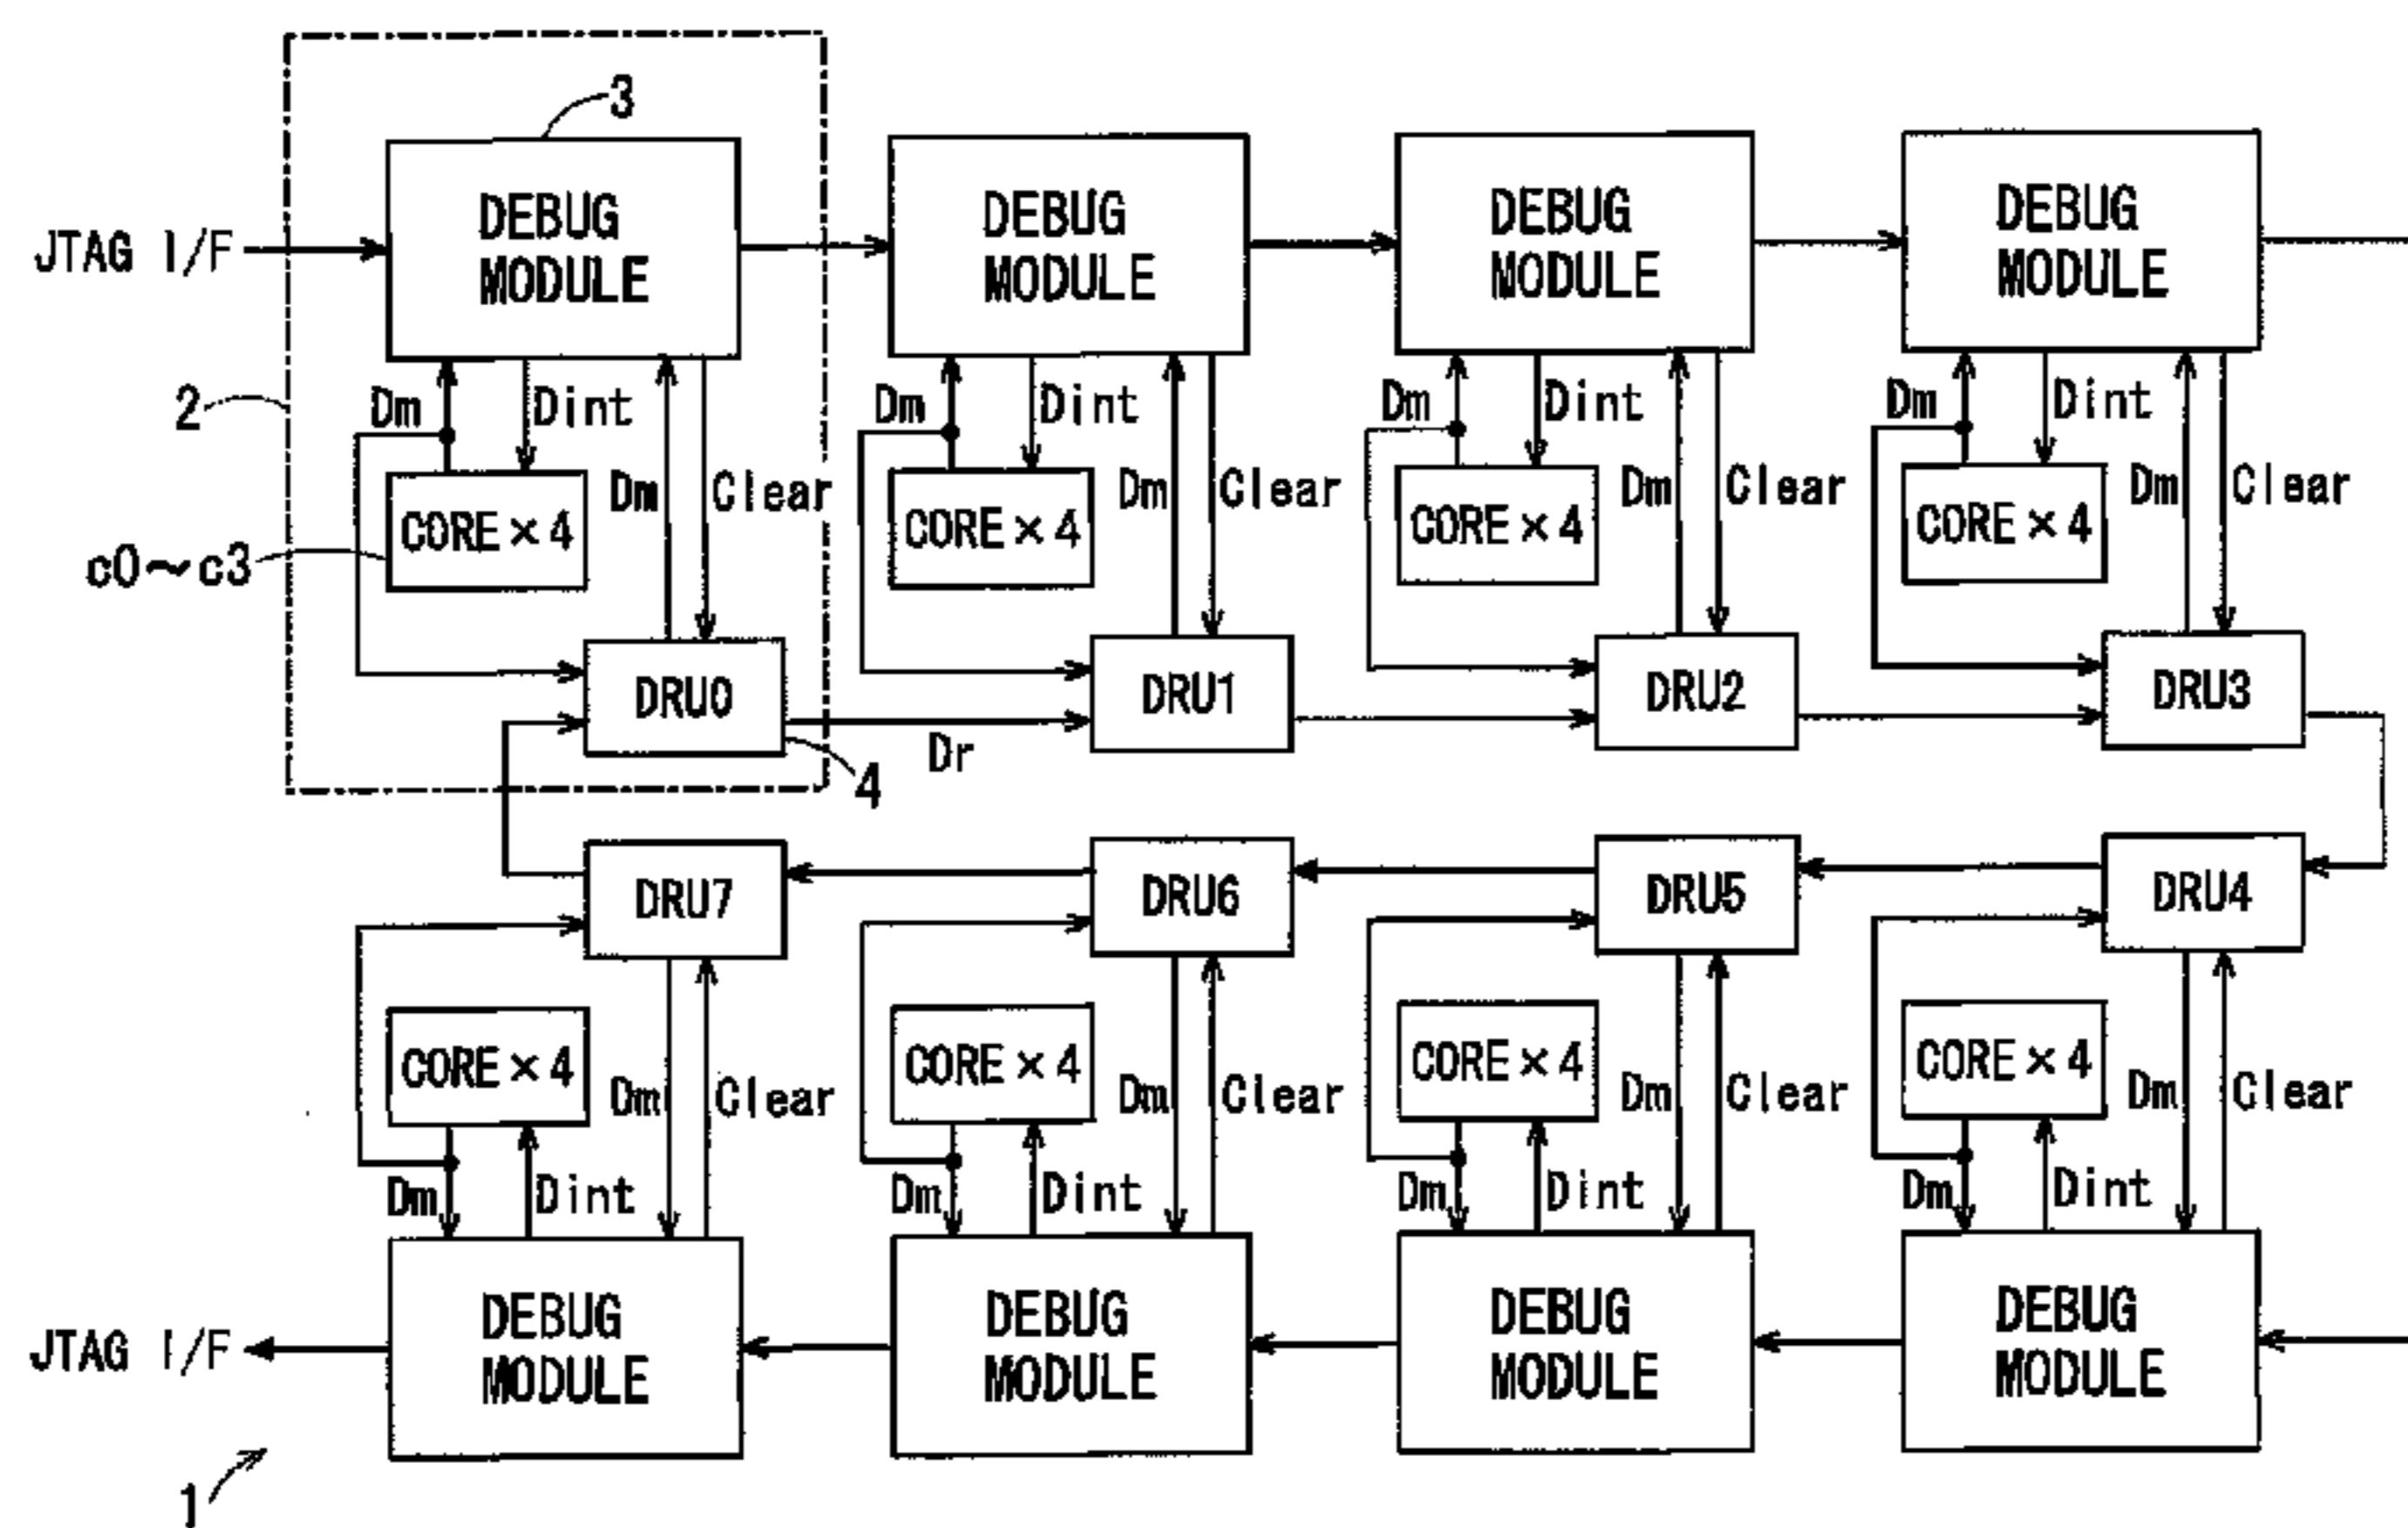 3
DEBUG
MODULE
DEBUG
MODULE
DEBUG
MODULE
DEBUG
MODULE
JTAG I/F
2
Dm
Dint
Dm
Dint
Dm
Dint
Dm
Dint
Dm
Clear
Dm
Clear
Dm
Clear
Dm
Clear
c0~c3
CORE×4
CORE×4
CORE×4
CORE×4
DRU0
DRU1
DRU2
DRU3
Dr
4
DRU7
DRU6
DRU5
DRU4
CORE×4
CORE×4
CORE×4
CORE×4
Dm
Clear
Dm
Clear
Dm
Clear
Dm
Clear
Dm
Dint
Dm
Dint
Dm
Dint
Dm
Dint
JTAG I/F
DEBUG
MODULE
DEBUG
MODULE
DEBUG
MODULE
DEBUG
MODULE
1